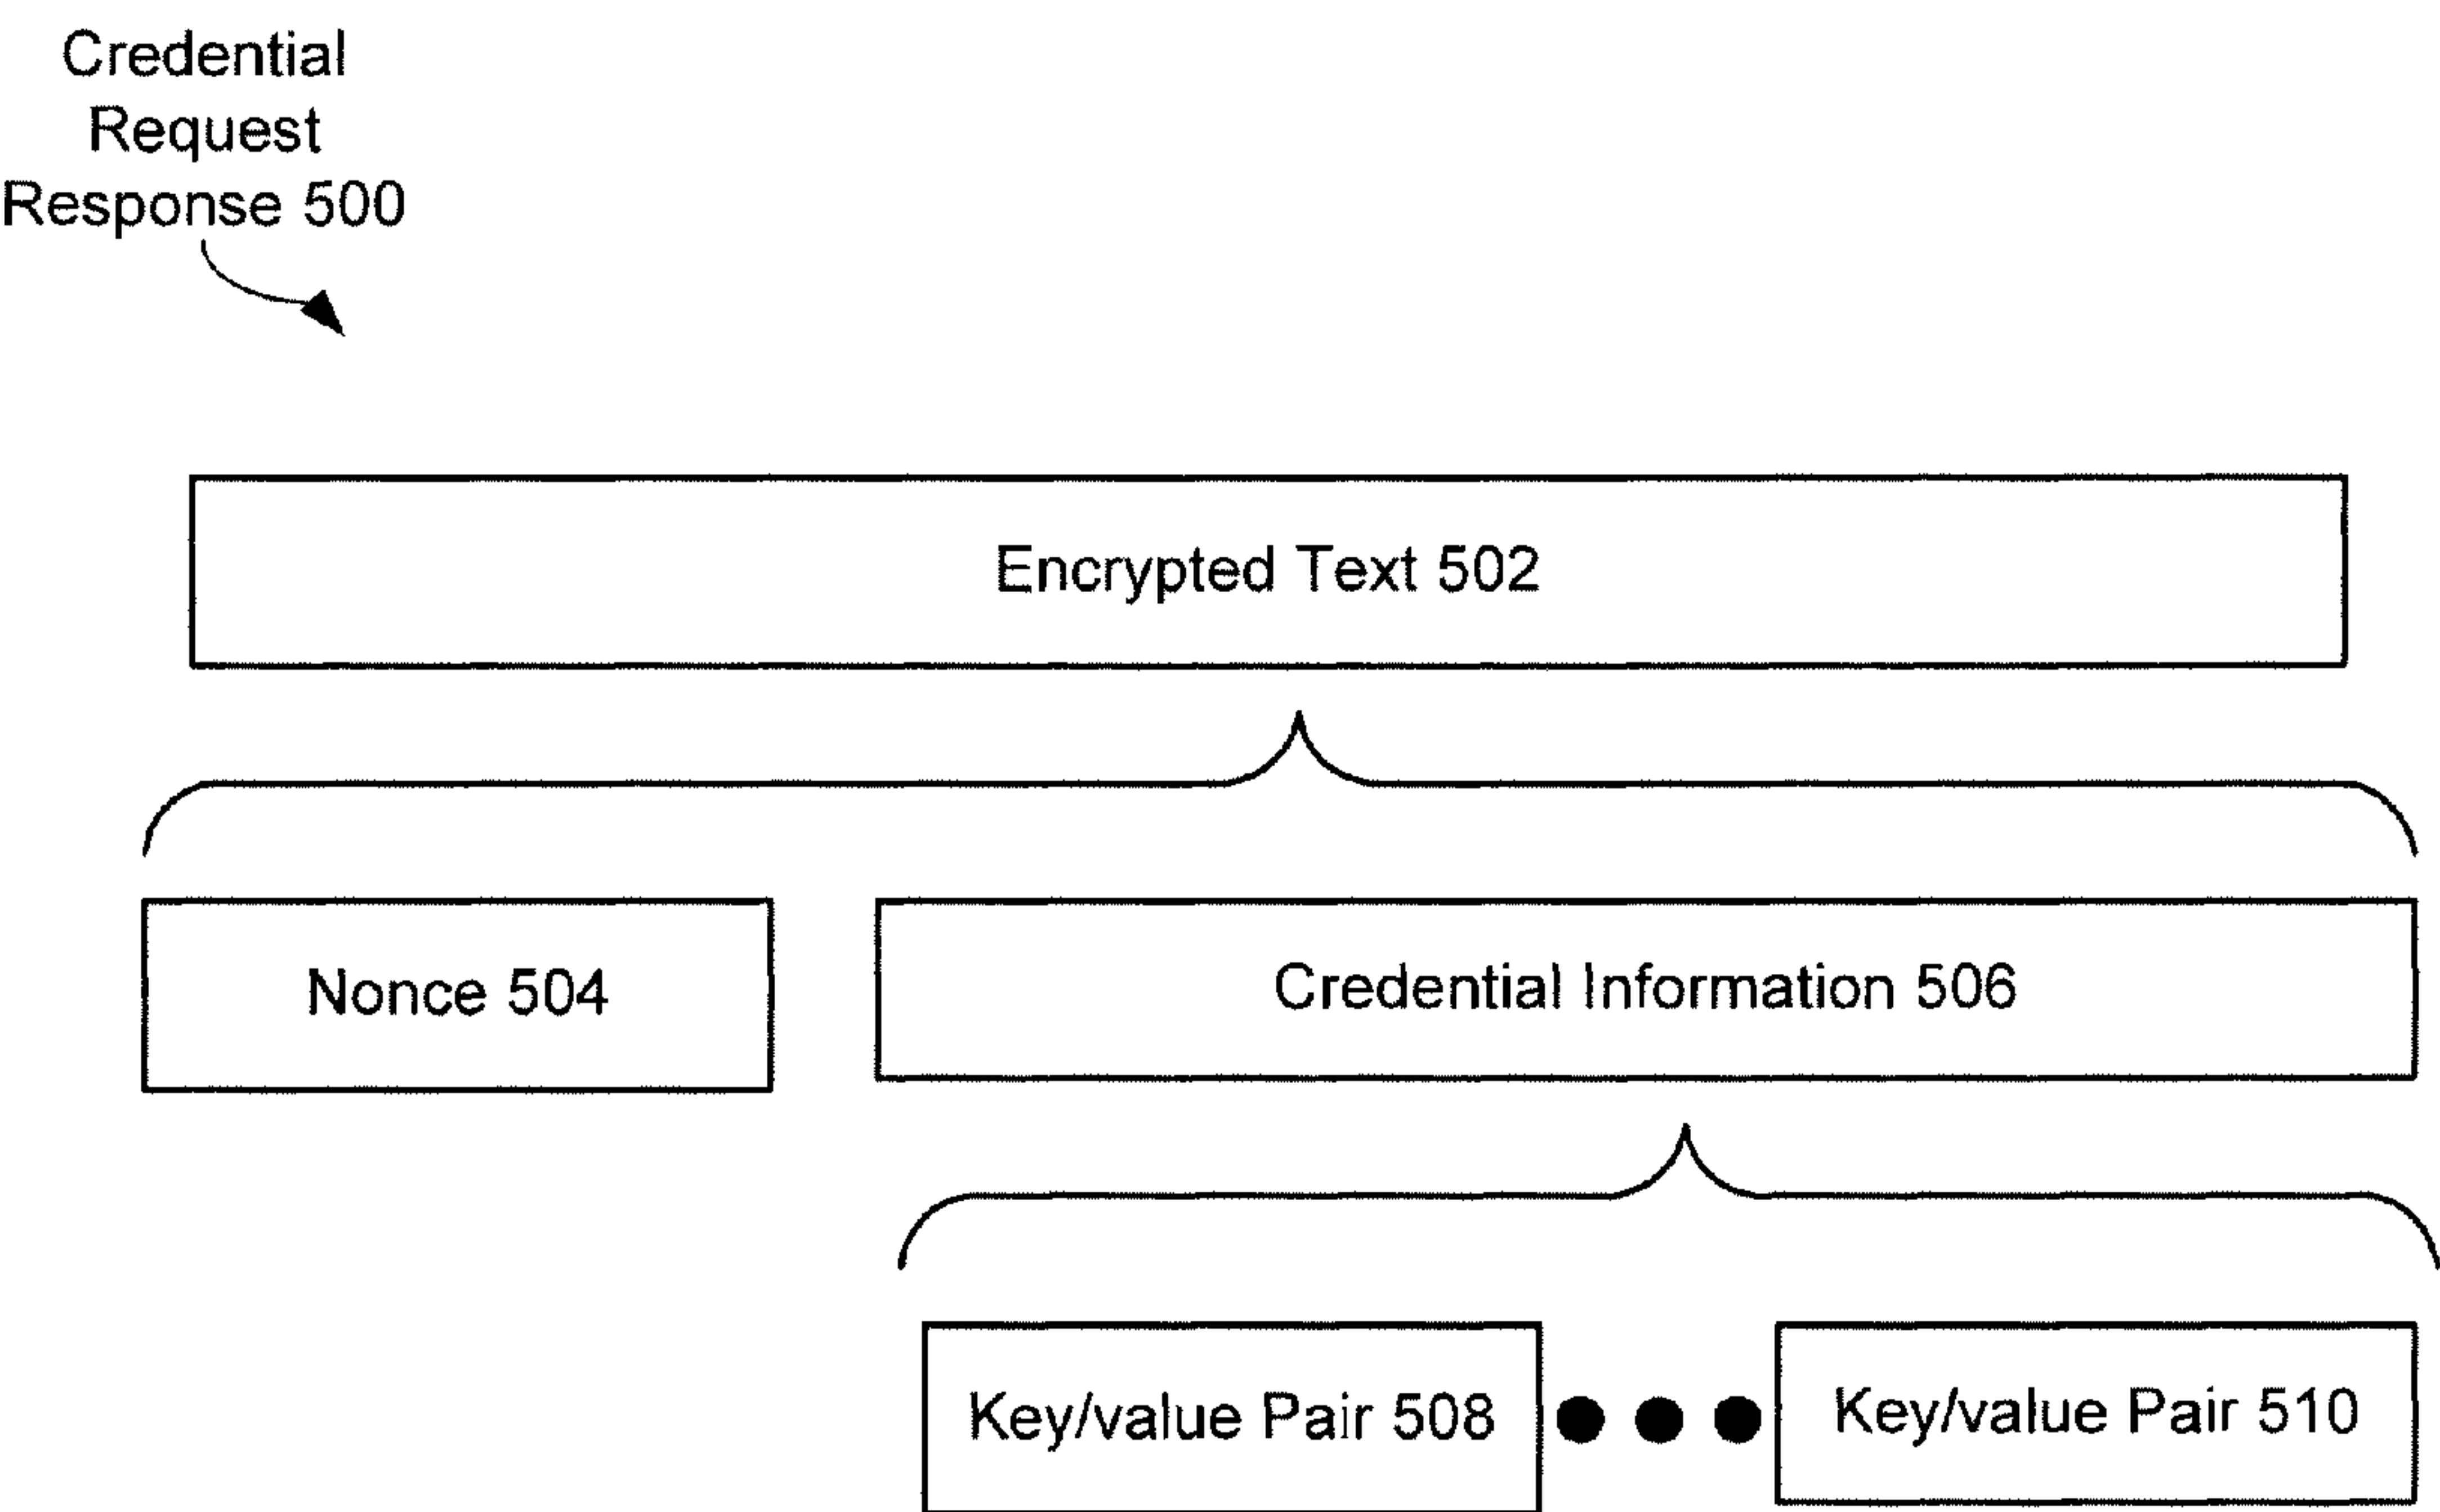 Credential
Request
Response 500
Encrypted Text 502
Nonce 504
Credential Information 506
Key/value Pair 508
Key/value Pair 510